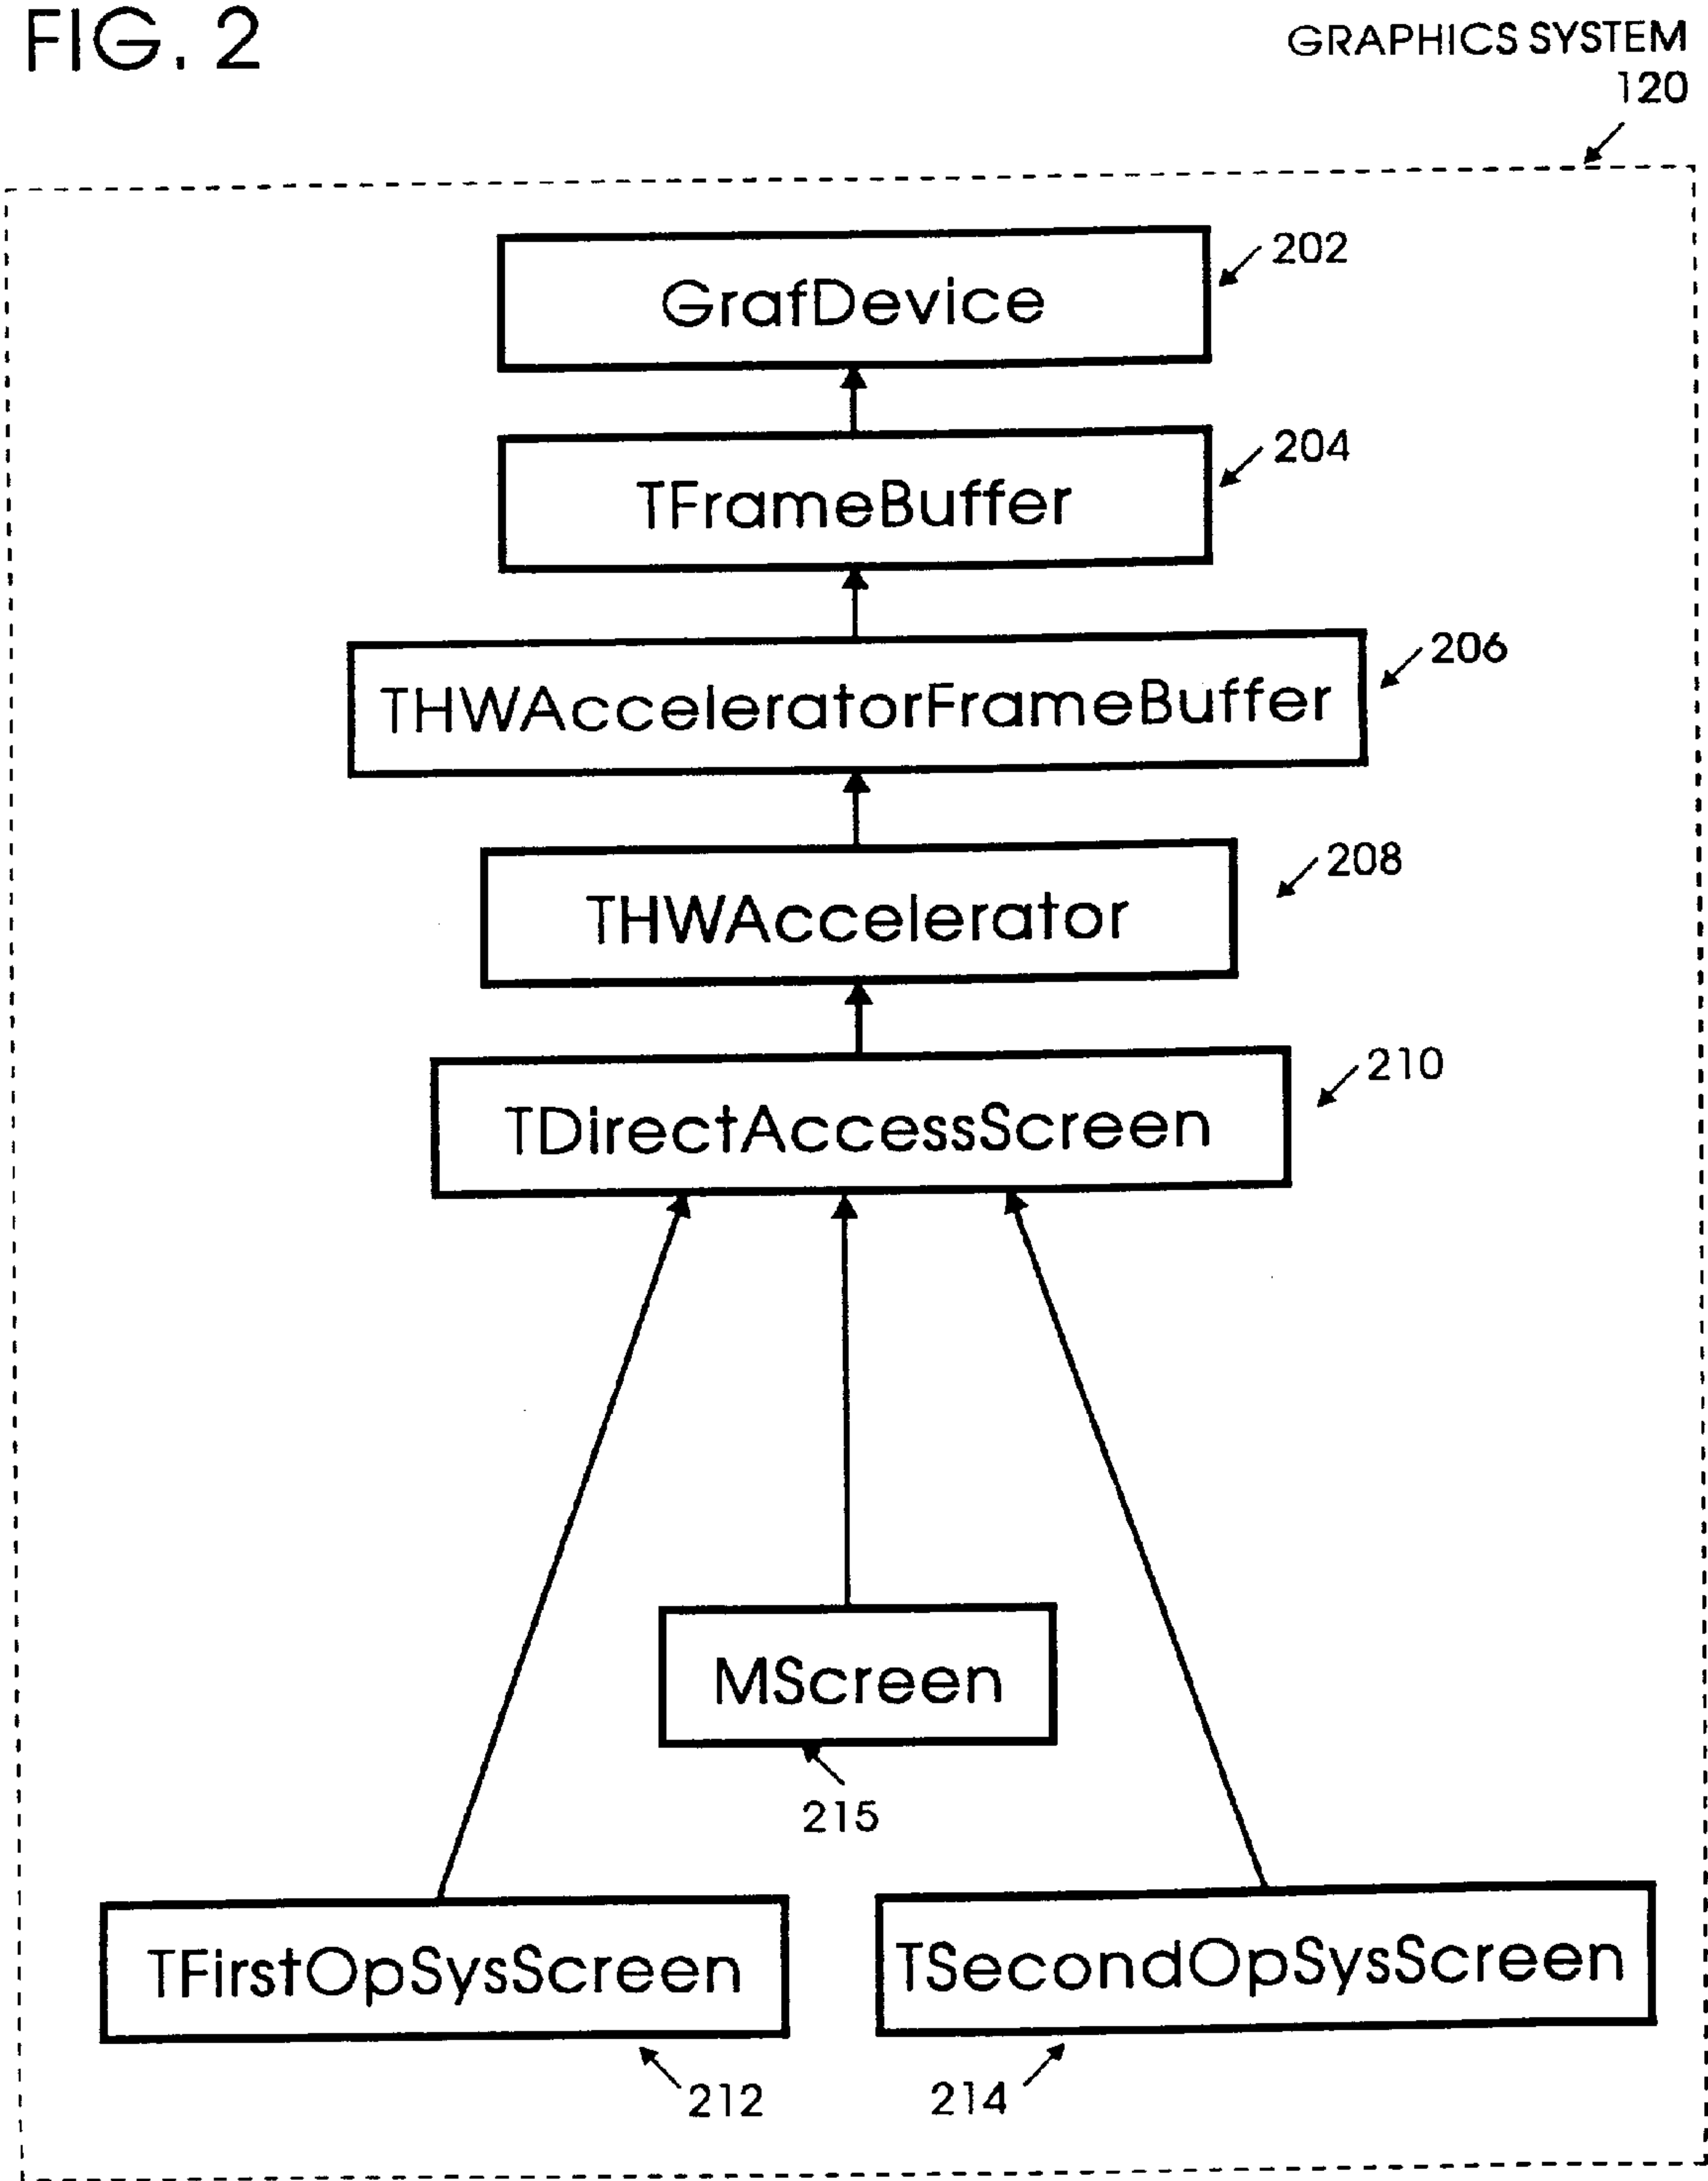 FIG. 2
GRAPHICS SYSTEM
120
GrafDevice
202
TFrameBuffer
204
THWAcceleratorFrameBuffer
206
THWAccelerator
208
TDirectAccessScreen
210
MScreen
215
TFirstOpSysScreen
TSecondOpSysScreen
212
214